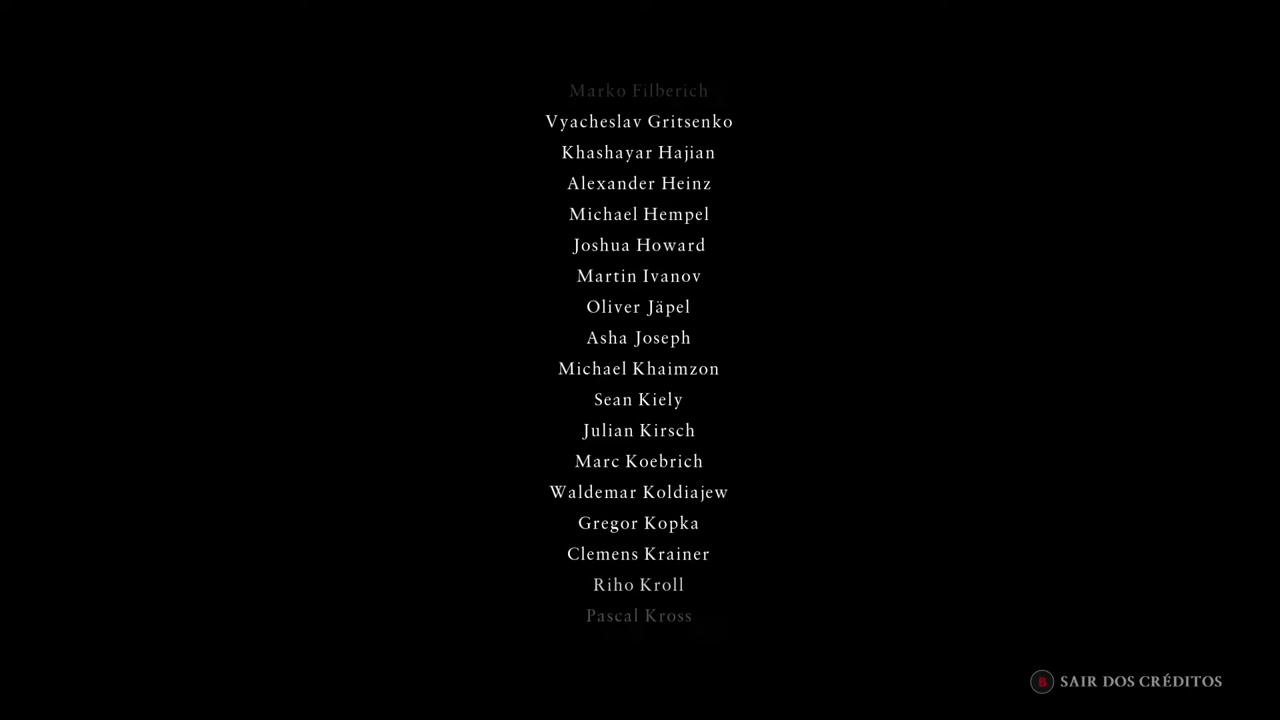 Marko Filberich
Vyacheslav Gritsenko
Khashayar Hajian
Alexander Heinz
Michael Hempel
Joshua Howard
Martin Ivanov
Oliver Jäpel
Asha Joseph
Michael Khaimzon
Sean Kiely
Julian Kirsch
Marc Koebrich
Waldemar Koldiajew
Gregor Kopka
Clemens Krainer
Riho Kroll
Pascal Kross
B SAIR DOS CRÉDITOS